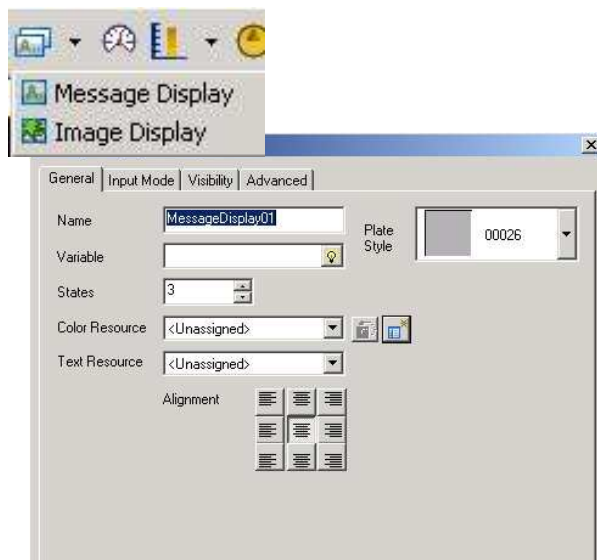 Message Display
Image Display
General Input Mode Visibility Advanced
Name MessageDisplay01
Plate Style 00026
Variable
States 3
Color Resource <Unassigned>
Text Resource <Unassigned>
Alignment